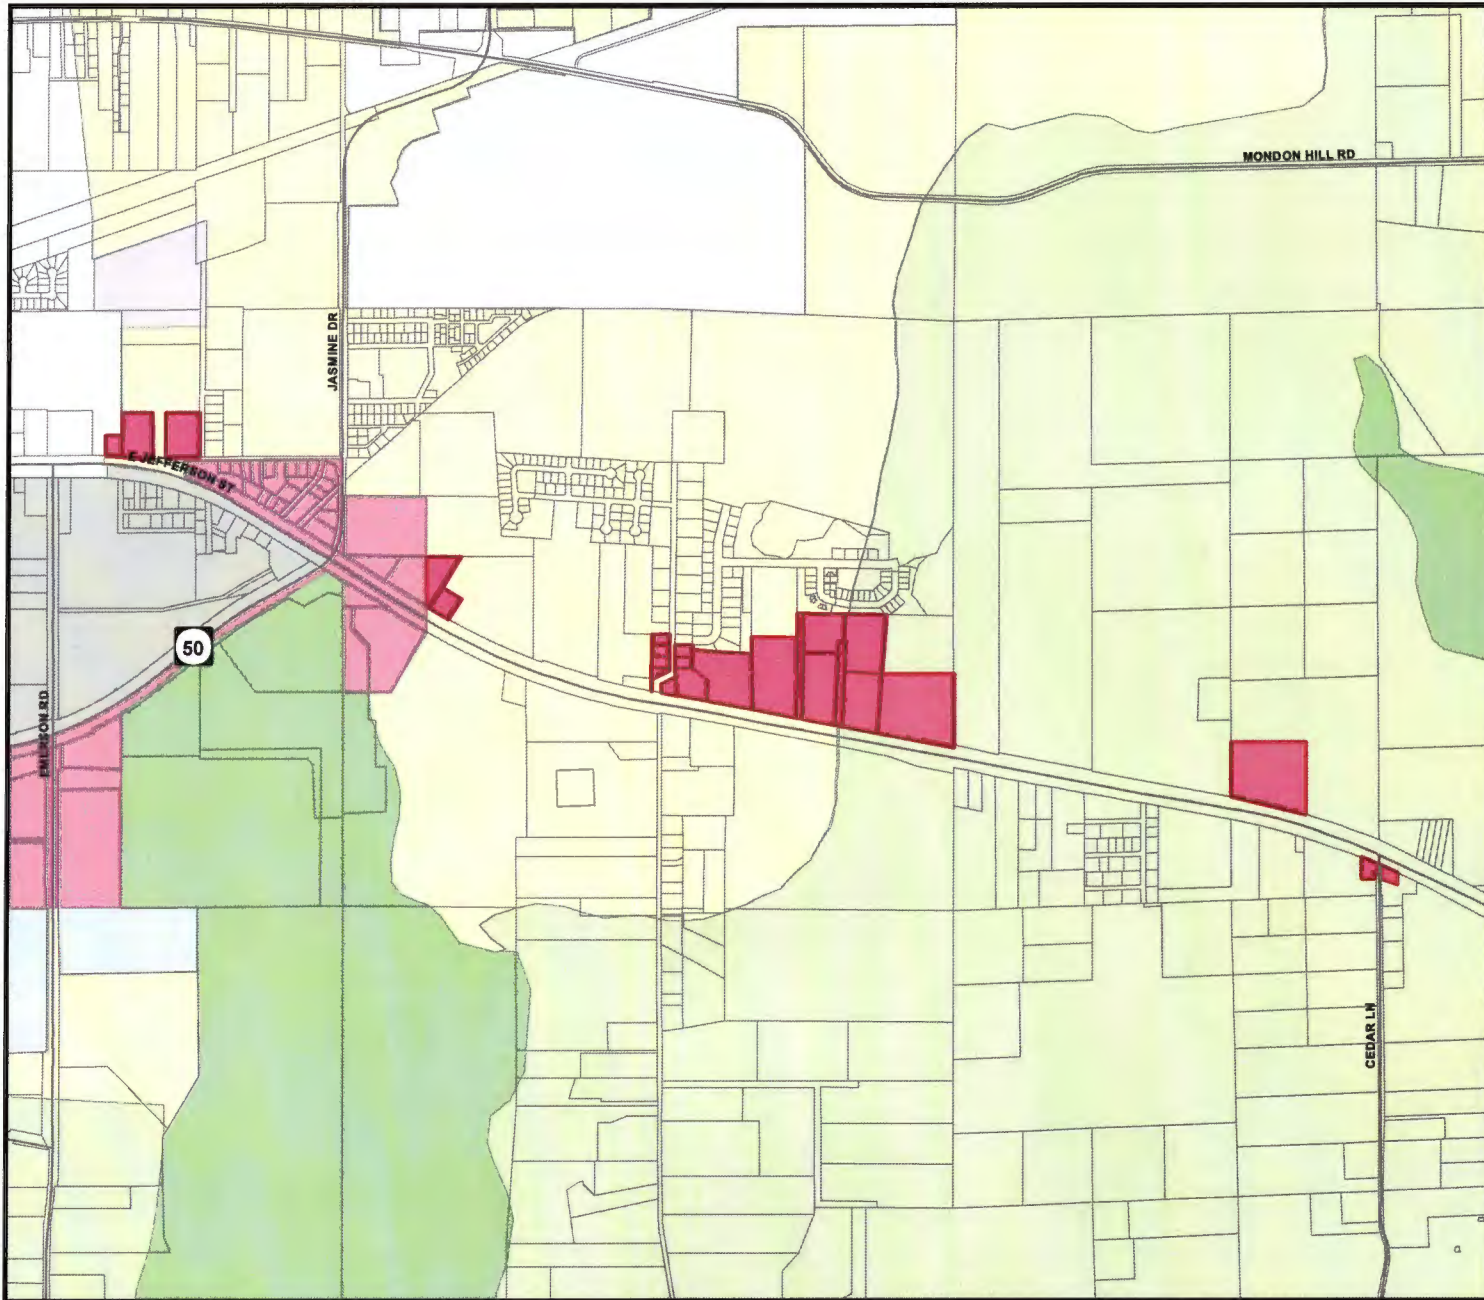 MONDON HILL RD
JASMINE DR
E JEFFERSON ST
50
EMERSON RD
CEDAR LN